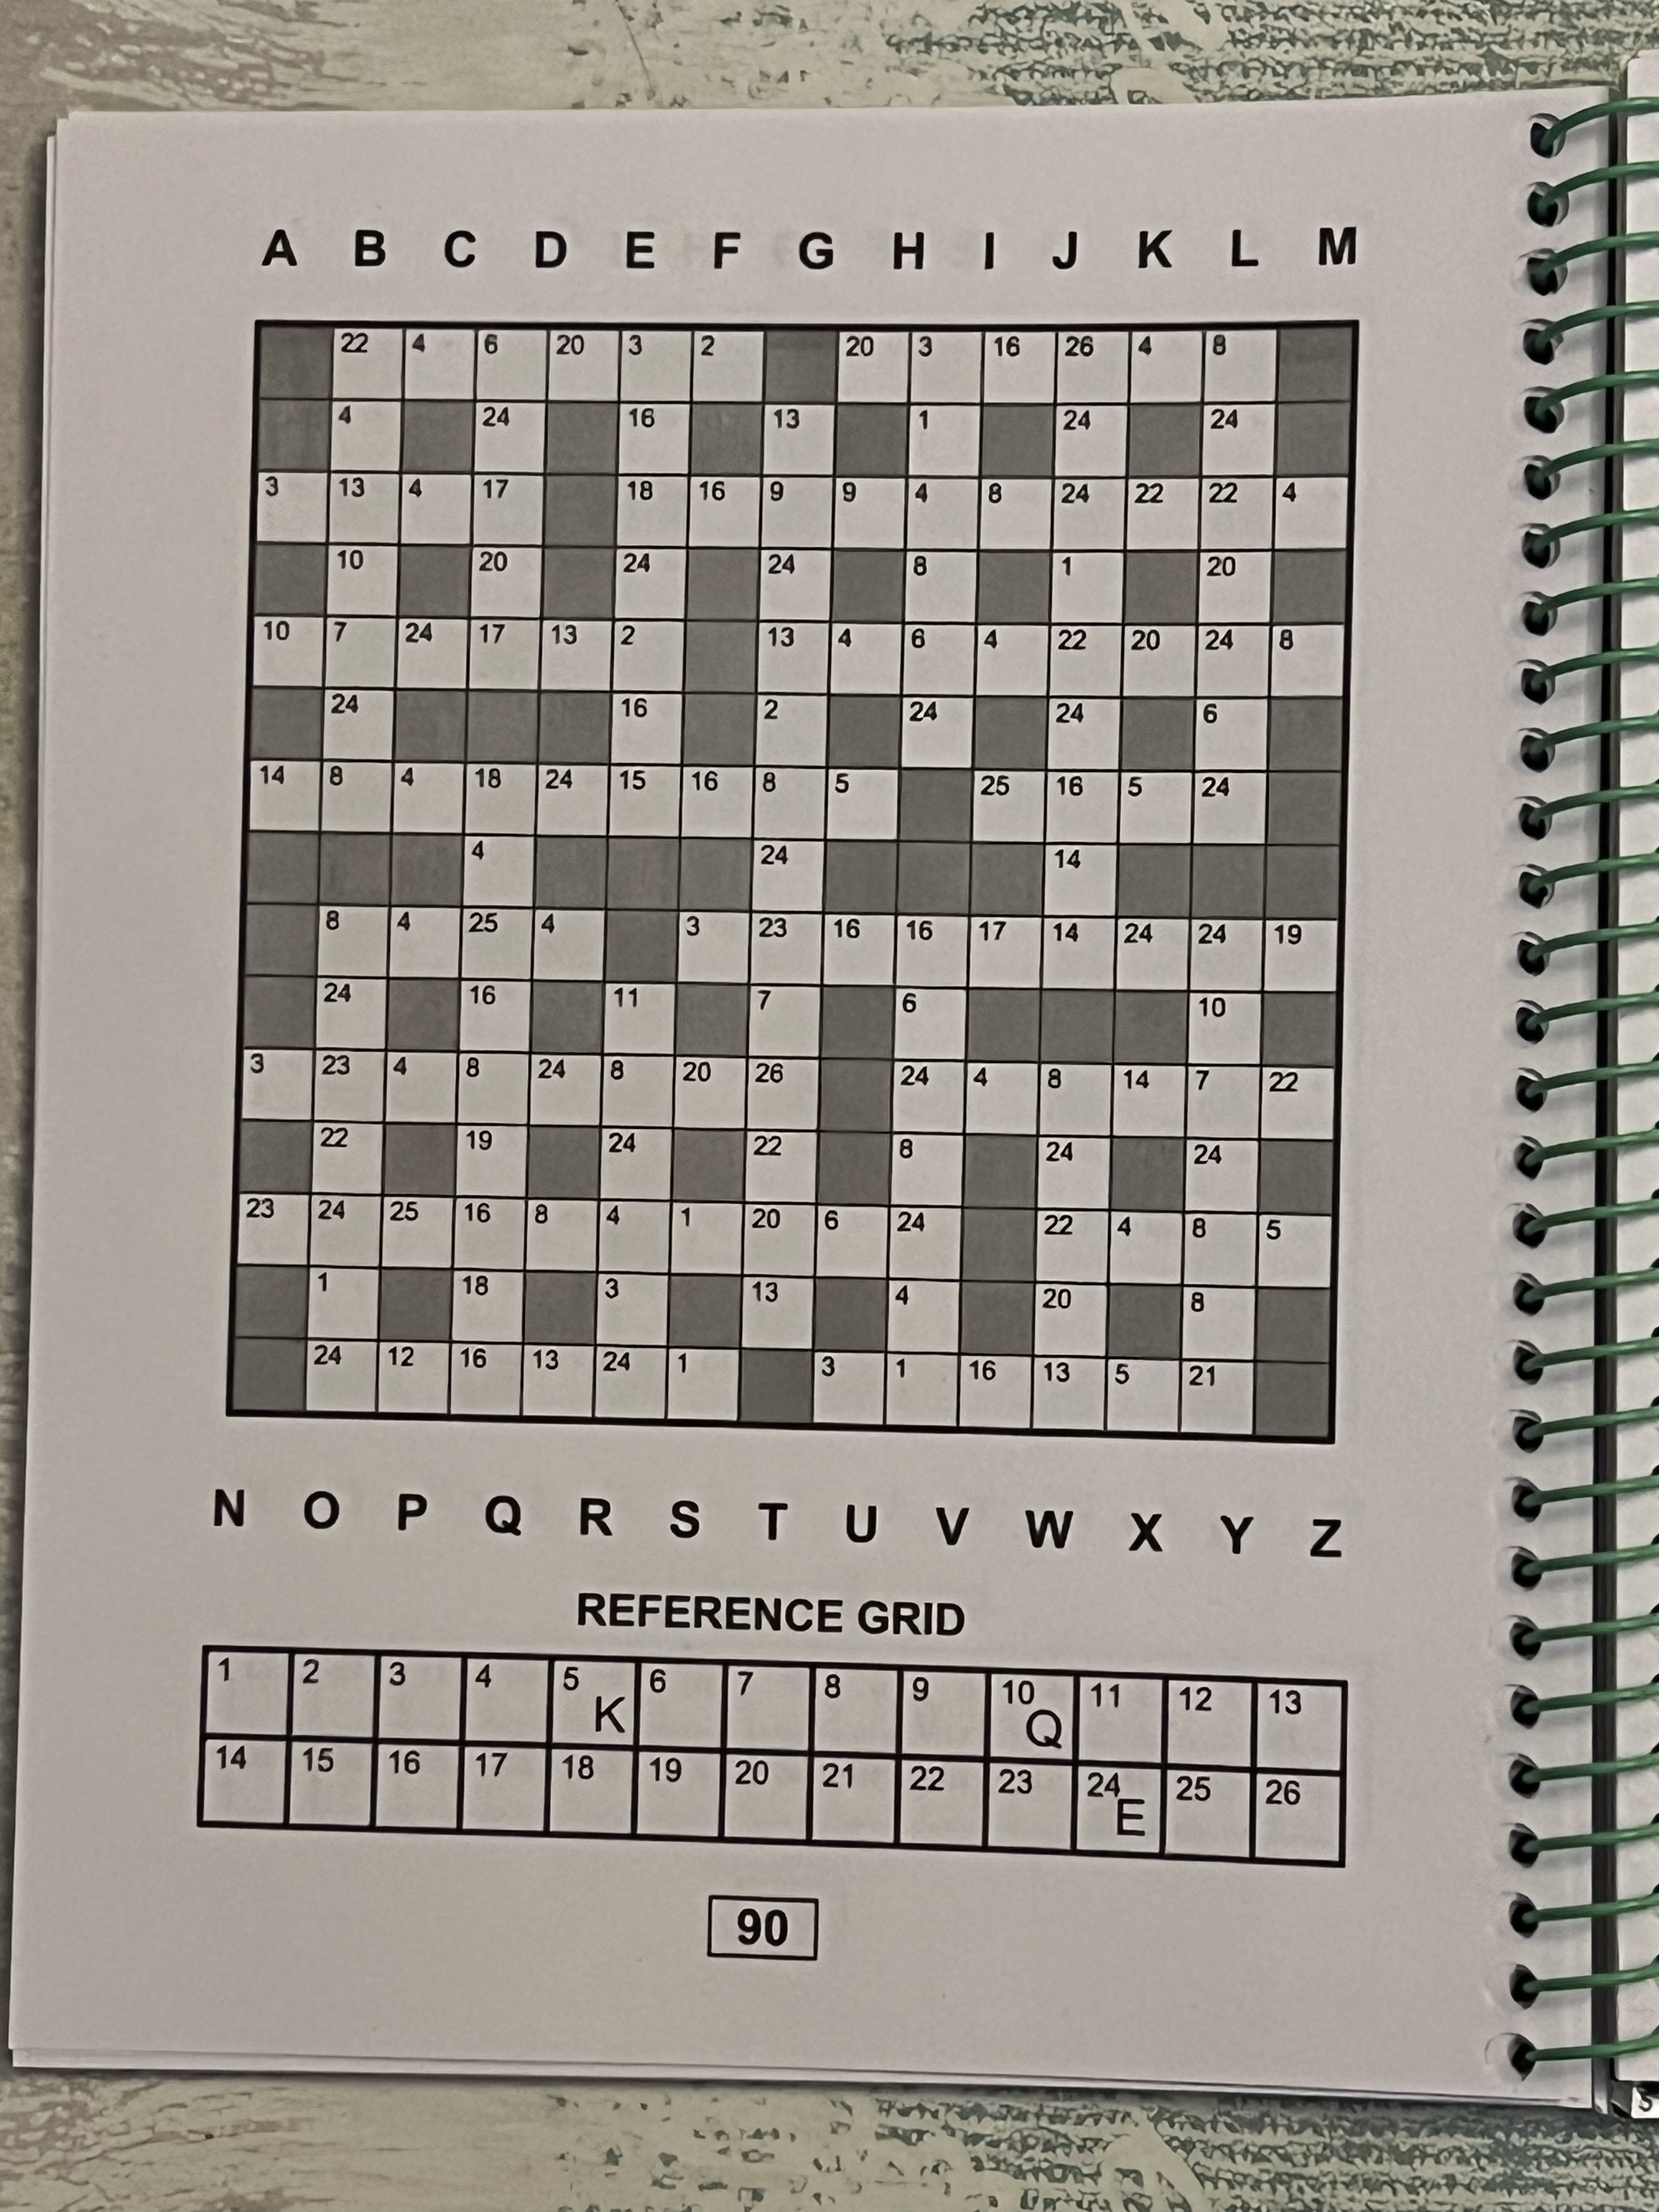 A B C D E F G H I J K L M
22 4 6 20 3 2 20 3 16 26 4 8
4 24 16 13 1 24 24
3 13 4 17 18 16 9 9 4 8 24 22 22 4
10 20 24 24 8 1 20
10 7 24 17 13 2 13 4 6 4 22 20 24 8
24 16 2 24 24 6
14 8 4 18 24 15 16 8 5 25 16 5 24
4 24 14
8 4 25 4 3 23 16 16 17 14 24 24 19
24 16 11 7 6 10
3 23 4 8 24 8 20 26 24 4 8 14 7 22
22 19 24 22 8 24 24
23 24 25 16 8 4 1 20 6 24 22 4 8 5
1 18 3 13 4 20 8
24 12 16 13 24 1 3 1 16 13 5 21
N O P Q R S T U V W X Y Z
REFERENCE GRID
1 2 3 4 5 K 6 7 8 9 10 Q 11 12 13
14 15 16 17 18 19 20 21 22 23 24 E 25 26
90
5